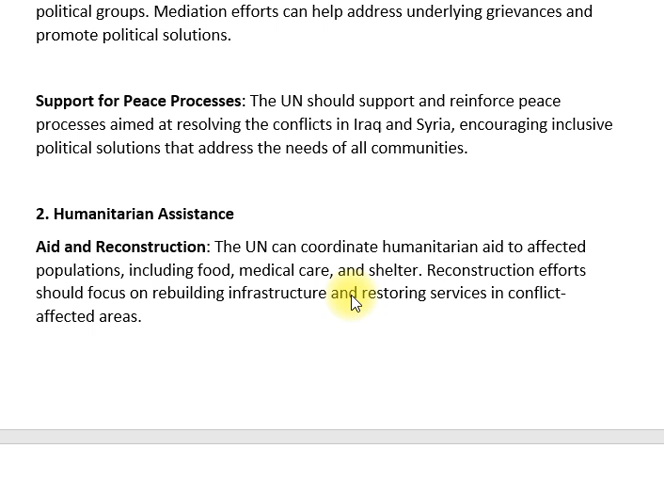 political groups. Mediation efforts can help address underlying grievances and
promote political solutions.
Support for Peace Processes: The UN should support and reinforce peace
processes aimed at resolving the conflicts in Iraq and Syria, encouraging inclusive
political solutions that address the needs of all communities.
2. Humanitarian Assistance
Aid and Reconstruction: The UN can coordinate humanitarian aid to affected
populations, including food, medical care, and shelter. Reconstruction efforts
should focus on rebuilding infrastructure and restoring services in conflict-
affected areas.